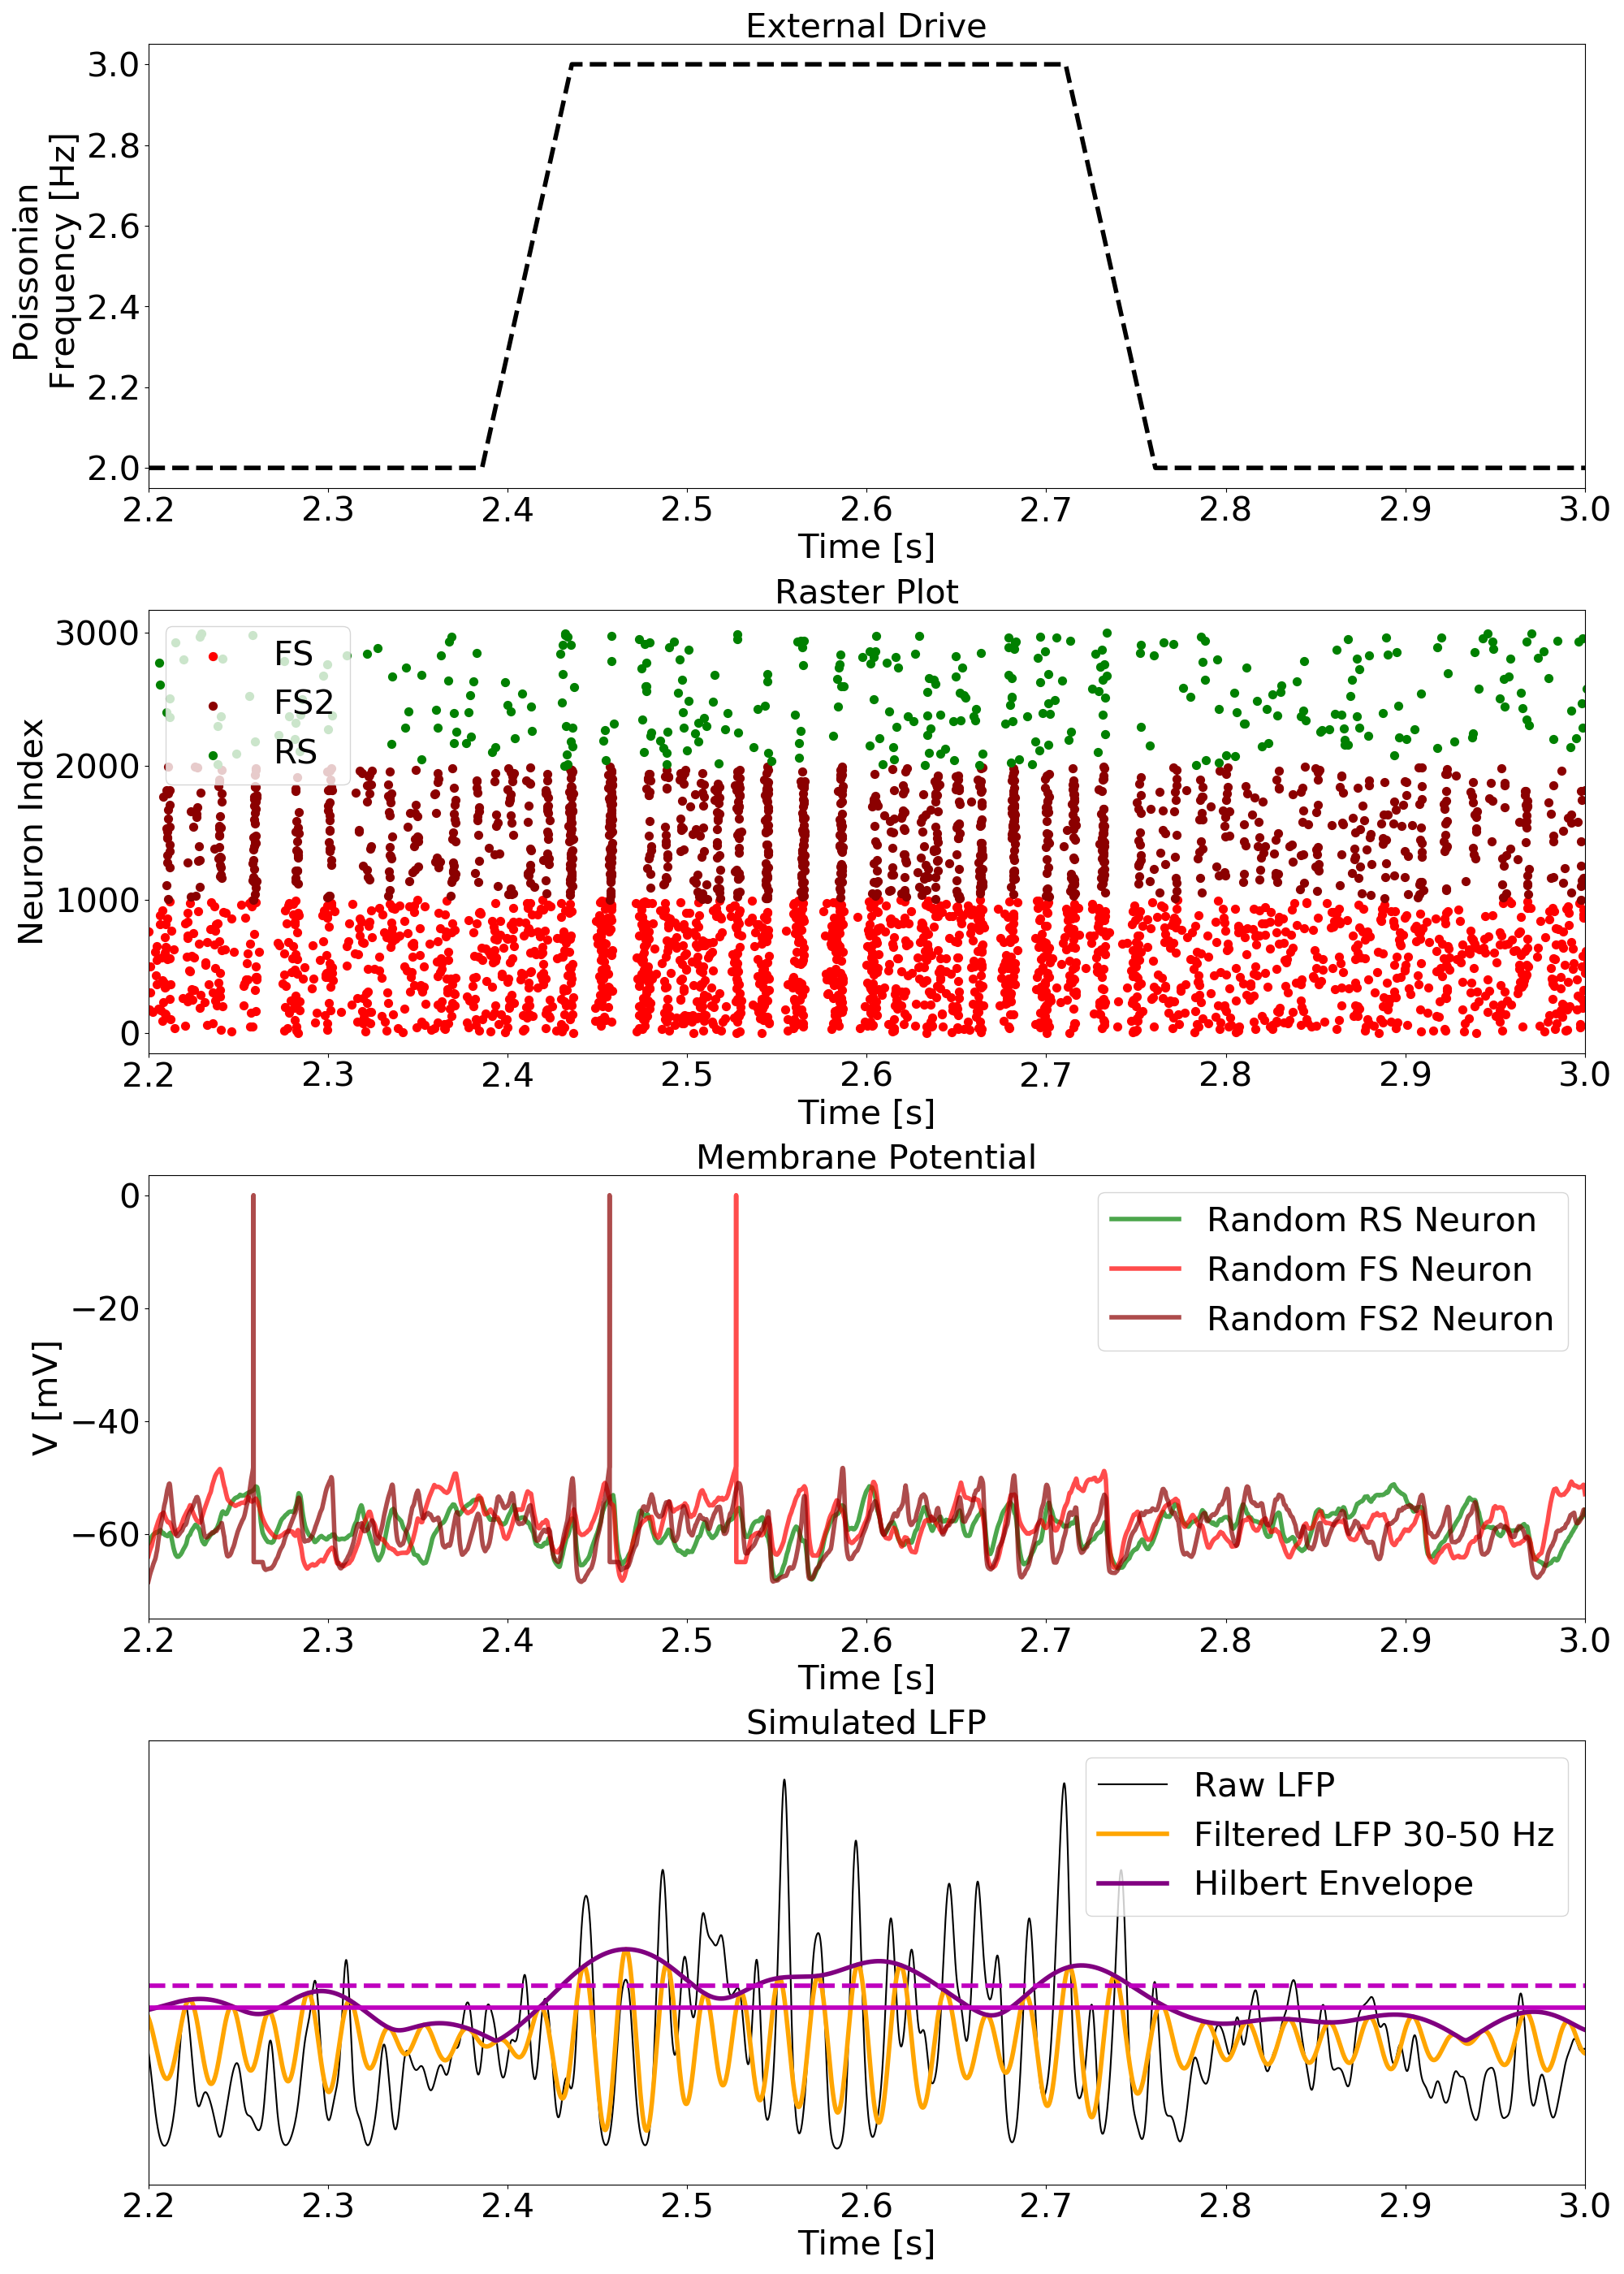 External Drive
Poissonian
Frequency [Hz]
3.0
2.8
2.6
2.4
2.2
2.0
2.2 2.3 2.4 2.5 2.6 2.7 2.8 2.9 3.0
Time [s]
Raster Plot
Neuron Index
3000
2000
1000
0
FS
FS2
RS
2.2 2.3 2.4 2.5 2.6 2.7 2.8 2.9 3.0
Time [s]
Membrane Potential
V [mV]
0
−20
−40
−60
Random RS Neuron
Random FS Neuron
Random FS2 Neuron
2.2 2.3 2.4 2.5 2.6 2.7 2.8 2.9 3.0
Time [s]
Simulated LFP
Raw LFP
Filtered LFP 30-50 Hz
Hilbert Envelope
2.2 2.3 2.4 2.5 2.6 2.7 2.8 2.9 3.0
Time [s]